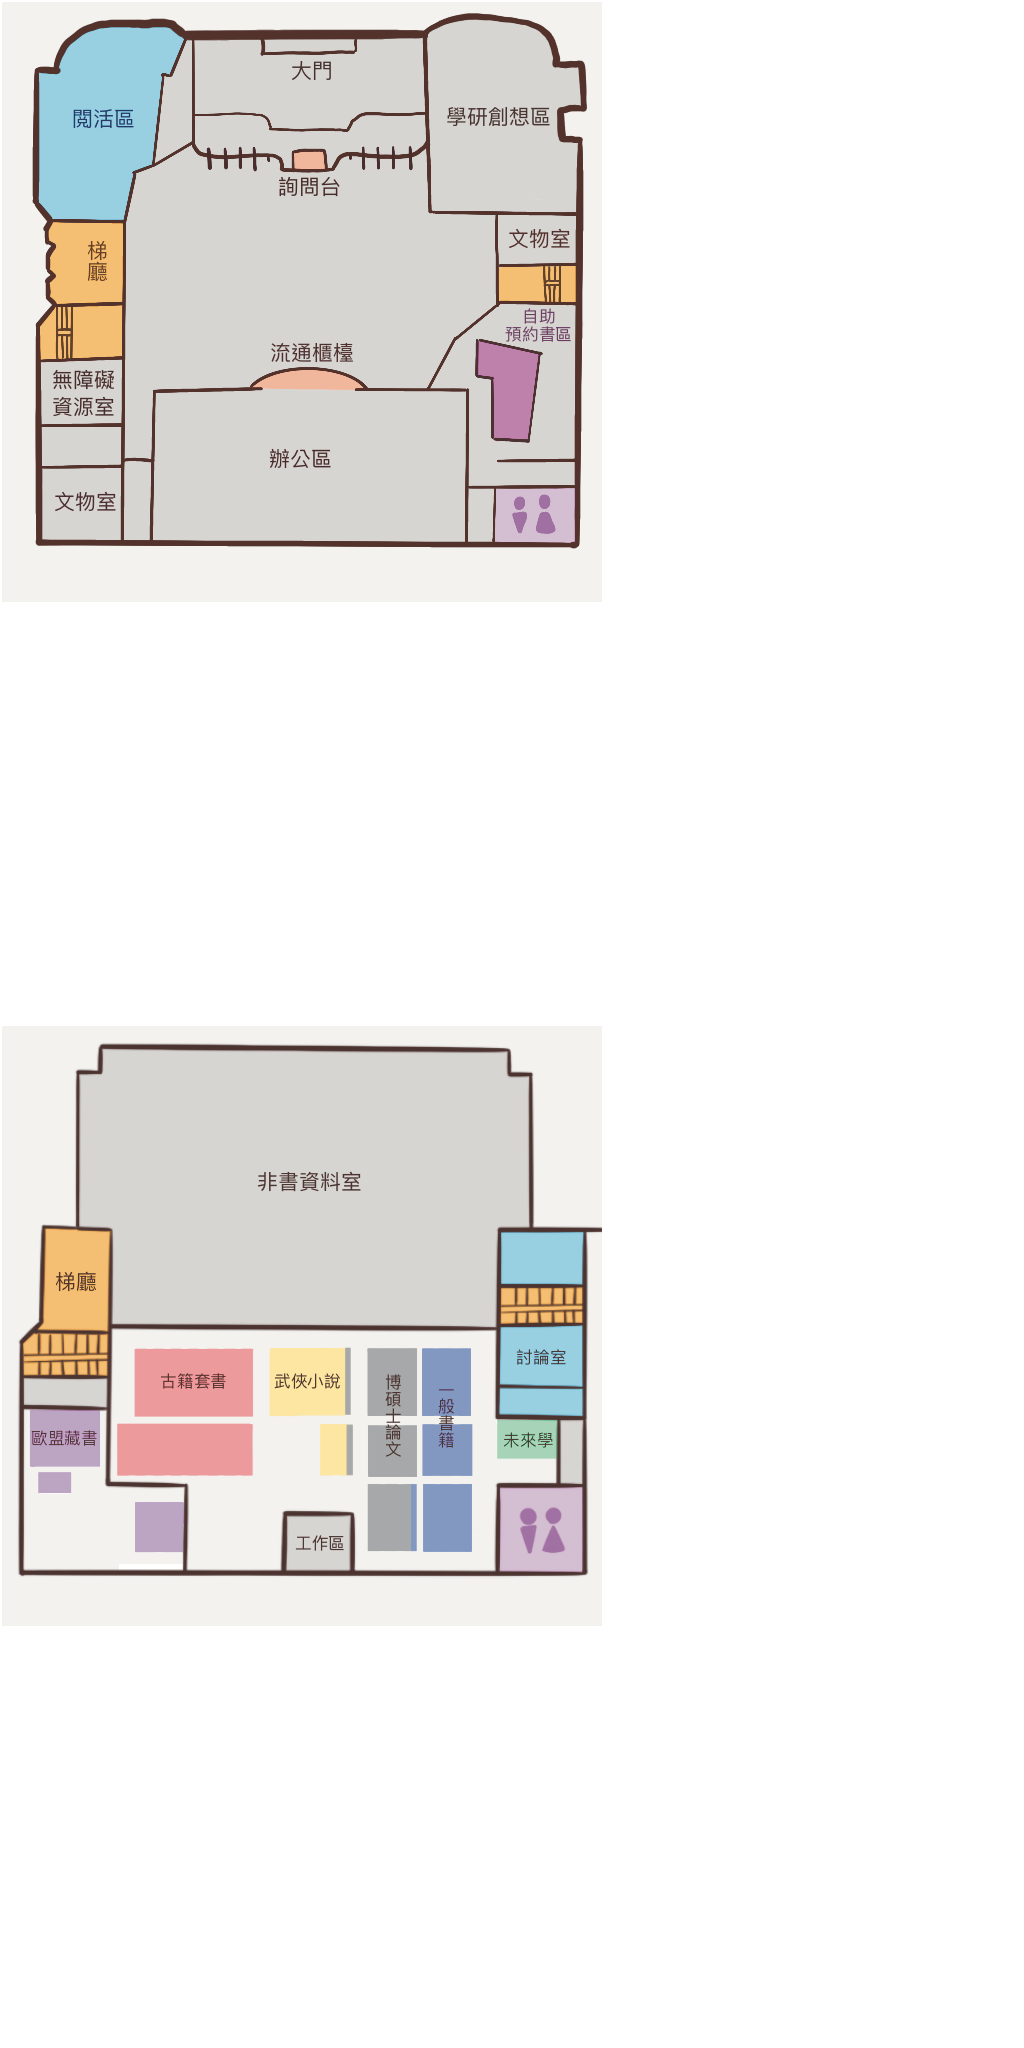 大門
閱活區
學研創想區
詢問台
文物室
梯
廳
自助
預約書區
流通櫃檯
無障礙
資源室
辦公區
文物室
非書資料室
梯廳
討論室
古籍套書
武俠小說
博碩士論文
一般書籍
歐盟藏書
未來學
工作區